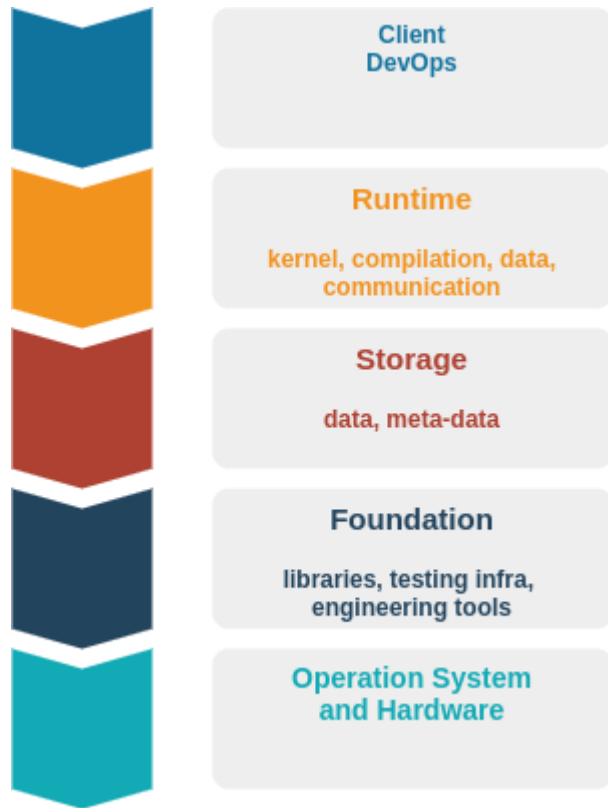 Client
DevOps
Runtime
kernel, compilation, data,
communication
Storage
data, meta-data
Foundation
libraries, testing infra,
engineering tools
Operation System
and Hardware